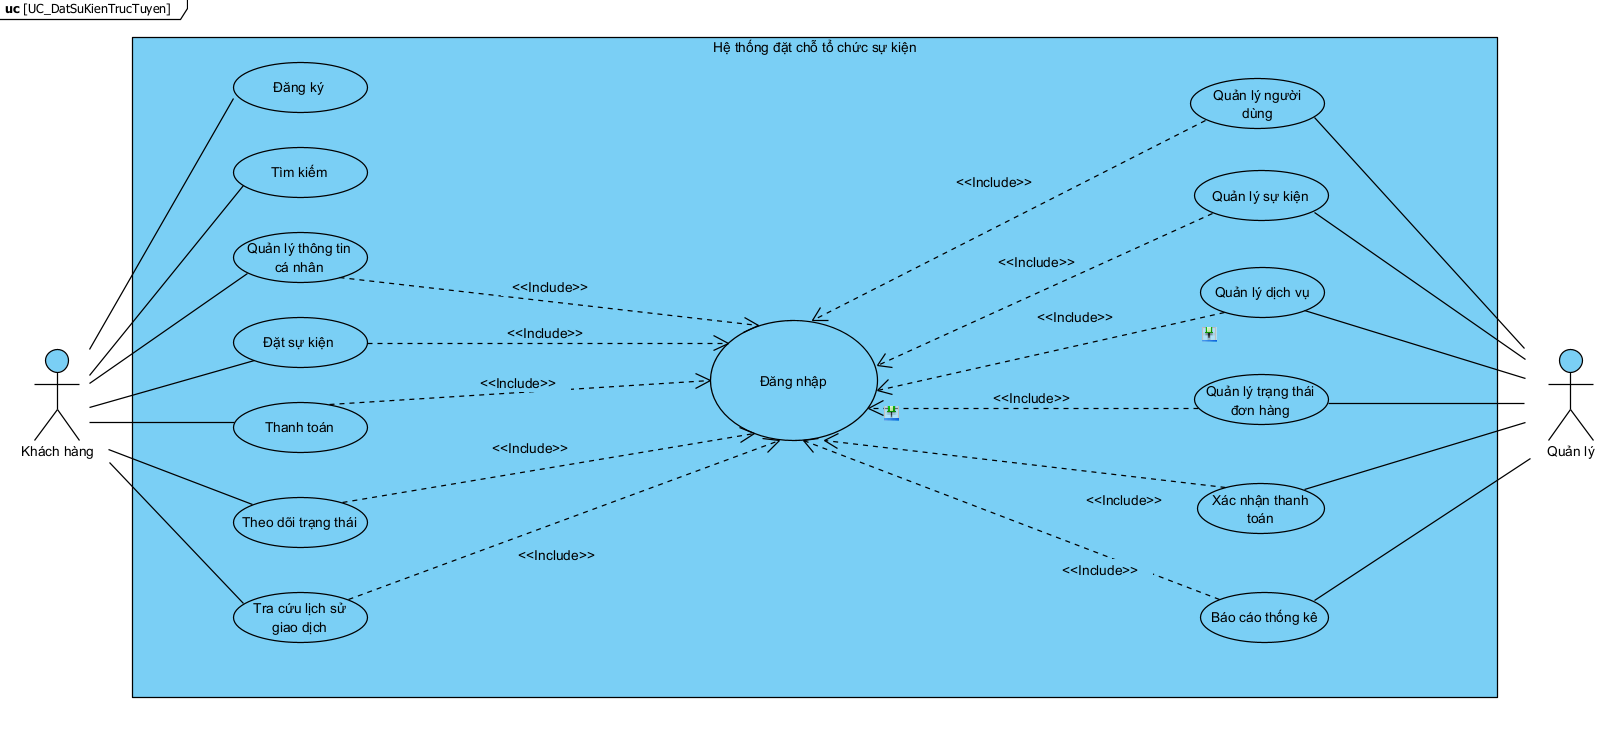 uc [UC_DatSuKienTrucTuyen]
Hệ thống đặt chỗ tổ chức sự kiện
Đăng ký
Tìm kiếm
Quản lý thông tin
cá nhân
Đặt sự kiện
Thanh toán
Theo dõi trạng thái
Tra cứu lịch sử
giao dịch
Khách hàng
<<Include>>
<<Include>>
<<Include>>
<<Include>>
<<Include>>
Đăng nhập
<<Include>>
<<Include>>
<<Include>>
<<Include>>
<<Include>>
<<Include>>
Quản lý người
dùng
Quản lý sự kiện
Quản lý dịch vụ
Quản lý trạng thái
đơn hàng
Xác nhận thanh
toán
Báo cáo thống kê
Quản lý